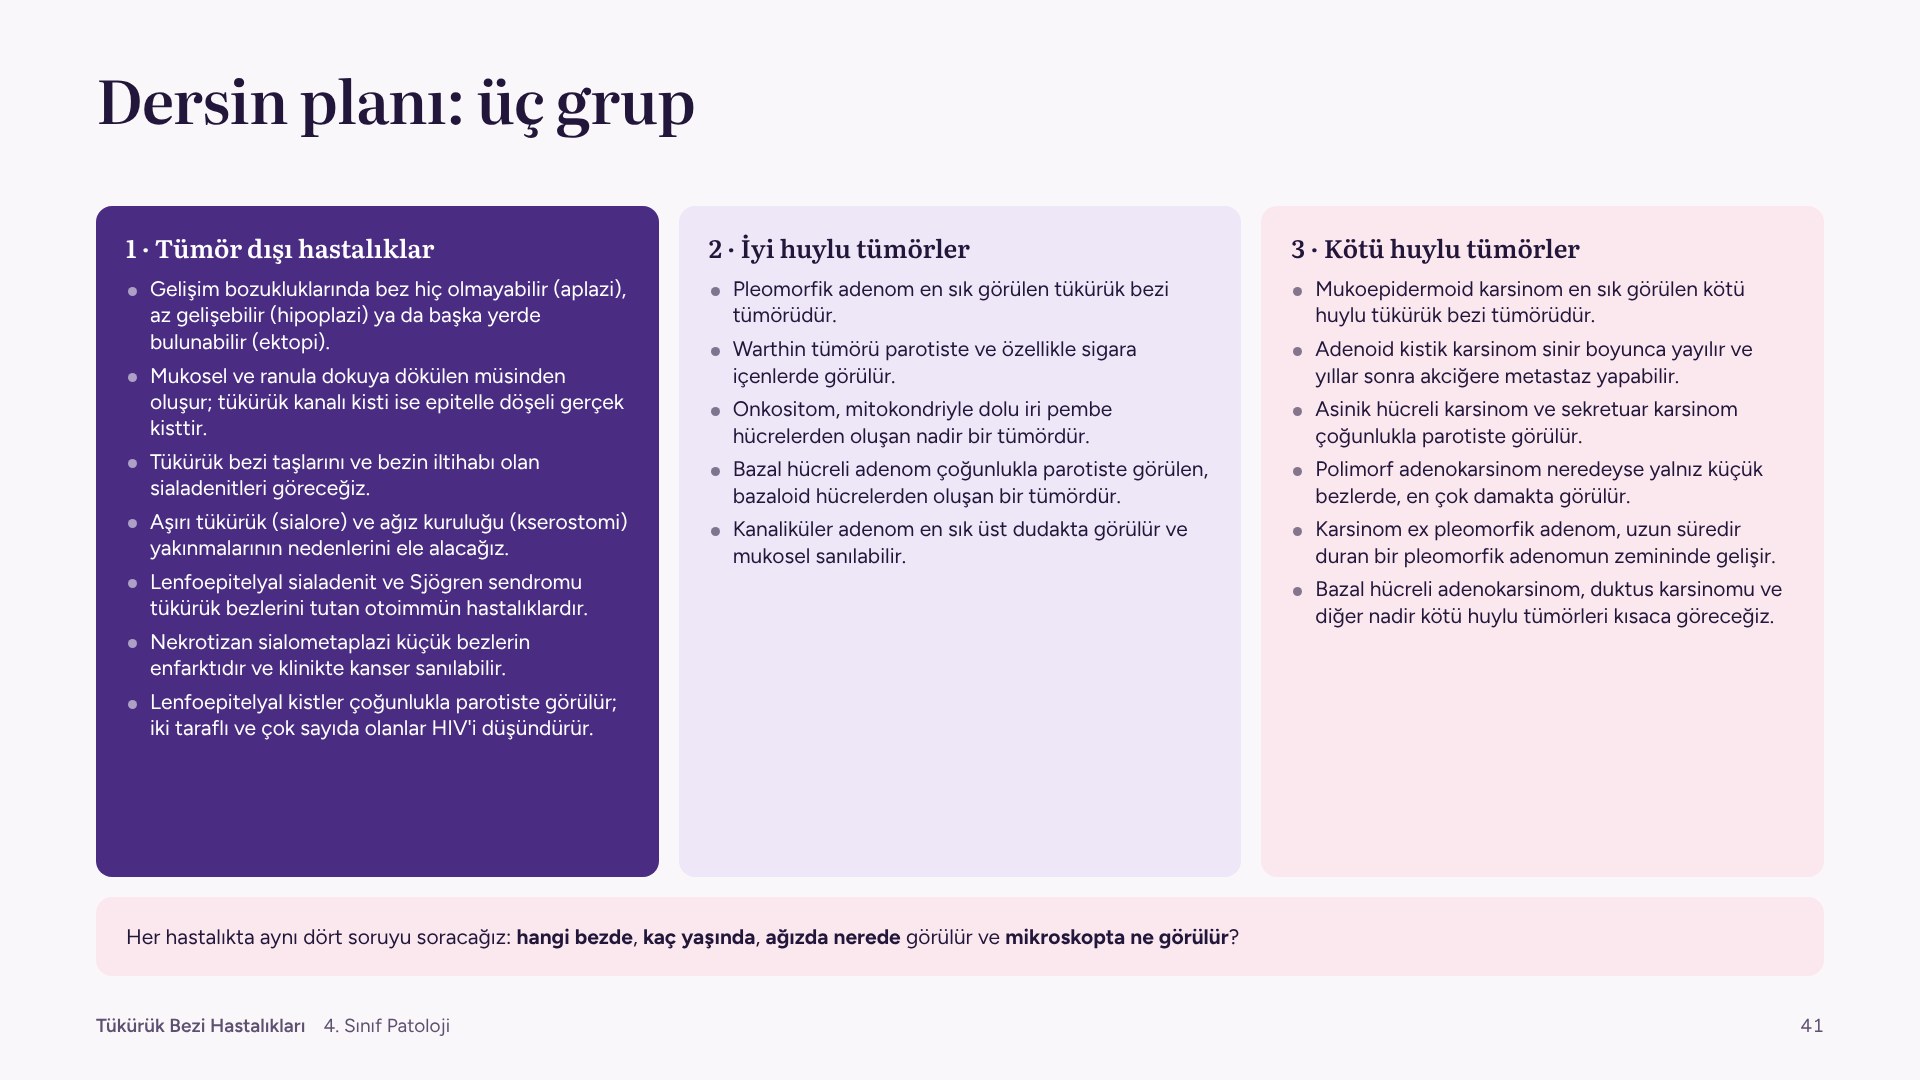 Dersin planı: üç grup
1 · Tümör dışı hastalıklar
Gelişim bozukluklarında bez hiç olmayabilir (aplazi),
az gelişebilir (hipoplazi) ya da başka yerde
bulunabilir (ektopi).
Mukosel ve ranula dokuya dökülen müsinden
oluşur; tükürük kanalı kisti ise epitelle döşeli gerçek
kisttir.
Tükürük bezi taşlarını ve bezin iltihabı olan
sialadenitleri göreceğiz.
Aşırı tükürük (sialore) ve ağız kuruluğu (kserostomi)
yakınmalarının nedenlerini ele alacağız.
Lenfoepitelyal sialadenit ve Sjögren sendromu
tükürük bezlerini tutan otoimmün hastalıklardır.
Nekrotizan sialometaplazi küçük bezlerin
enfarktıdır ve klinikte kanser sanılabilir.
Lenfoepitelyal kistler çoğunlukla parotiste görülür;
iki taraflı ve çok sayıda olanlar HIV'i düşündürür.
2 · İyi huylu tümörler
Pleomorfik adenom en sık görülen tükürük bezi
tümörüdür.
Warthin tümörü parotiste ve özellikle sigara
içenlerde görülür.
Onkositom, mitokondriyle dolu iri pembe
hücrelerden oluşan nadir bir tümördür.
Bazal hücreli adenom çoğunlukla parotiste görülen,
bazaloid hücrelerden oluşan bir tümördür.
Kanaliküler adenom en sık üst dudakta görülür ve
mukosel sanılabilir.
3 · Kötü huylu tümörler
Mukoepidermoid karsinom en sık görülen kötü
huylu tükürük bezi tümörüdür.
Adenoid kistik karsinom sinir boyunca yayılır ve
yıllar sonra akciğere metastaz yapabilir.
Asinik hücreli karsinom ve sekretuar karsinom
çoğunlukla parotiste görülür.
Polimorf adenokarsinom neredeyse yalnız küçük
bezlerde, en çok damakta görülür.
Karsinom ex pleomorfik adenom, uzun süredir
duran bir pleomorfik adenomun zemininde gelişir.
Bazal hücreli adenokarsinom, duktus karsinomu ve
diğer nadir kötü huylu tümörleri kısaca göreceğiz.
Her hastalıkta aynı dört soruyu soracağız: hangi bezde, kaç yaşında, ağızda nerede görülür ve mikroskopta ne görülür?
Tükürük Bezi Hastalıkları 4. Sınıf Patoloji
41